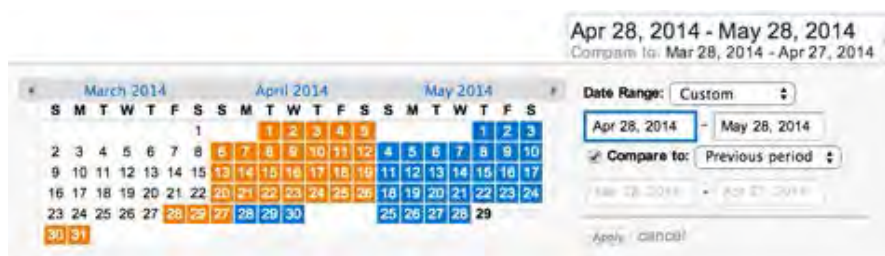 Apr 28, 2014 - May 28, 2014
Compare to: Mar 28, 2014 - Apr 27, 2014
March 2014
S M T W T F S
1
2 3 4 5 6 7 8
9 10 11 12 13 14 15
16 17 18 19 20 21 22
23 24 25 26 27 28 29
30 31
April 2014
S M T W T F S
1 2 3 4 5
6 7 8 9 10 11 12
13 14 15 16 17 18 19
20 21 22 23 24 25 26
27 28 29 30
May 2014
S M T W T F S
1 2 3
4 5 6 7 8 9 10
11 12 13 14 15 16 17
18 19 20 21 22 23 24
25 26 27 28 29
Date Range: Custom
Apr 28, 2014 - May 28, 2014
Compare to: Previous period
Mar 28, 2014 - Apr 27, 2014
Apply cancel